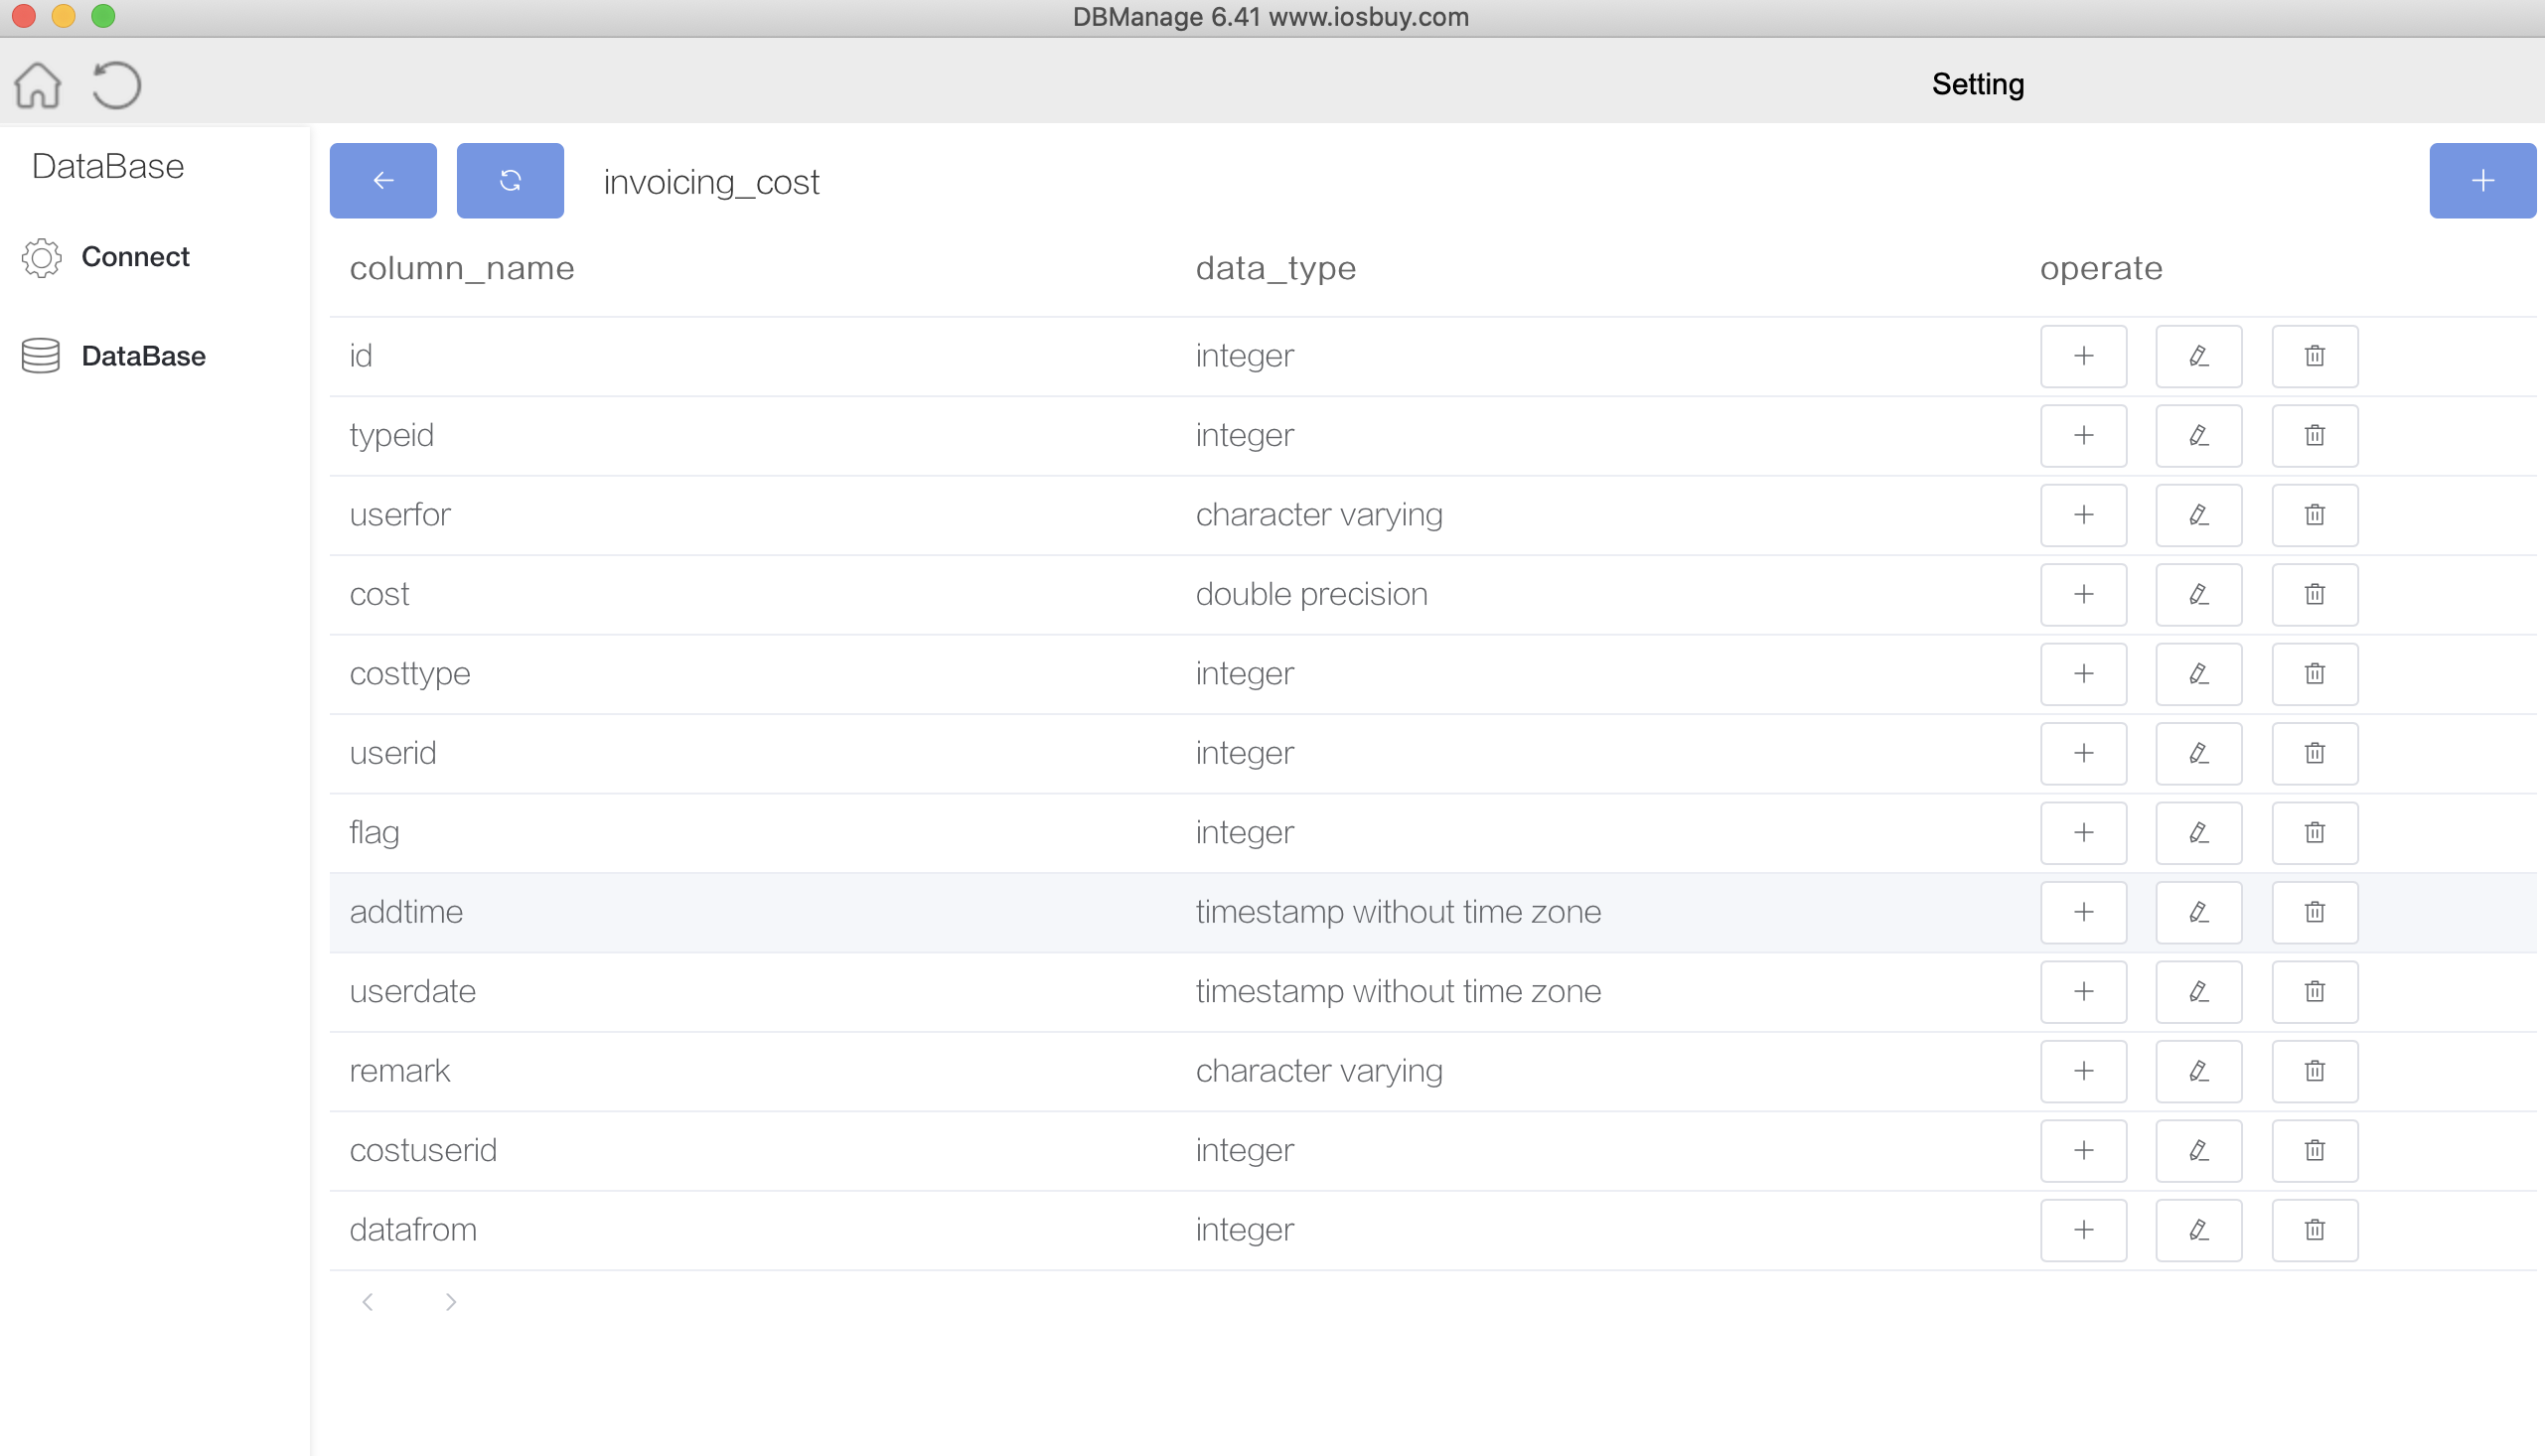 DBManage 6.41 www.iosbuy.com
Setting
DataBase
Connect
DataBase
invoicing_cost
column_name data_type operate
id integer
typeid integer
userfor character varying
cost double precision
costtype integer
userid integer
flag integer
addtime timestamp without time zone
userdate timestamp without time zone
remark character varying
costuserid integer
datafrom integer